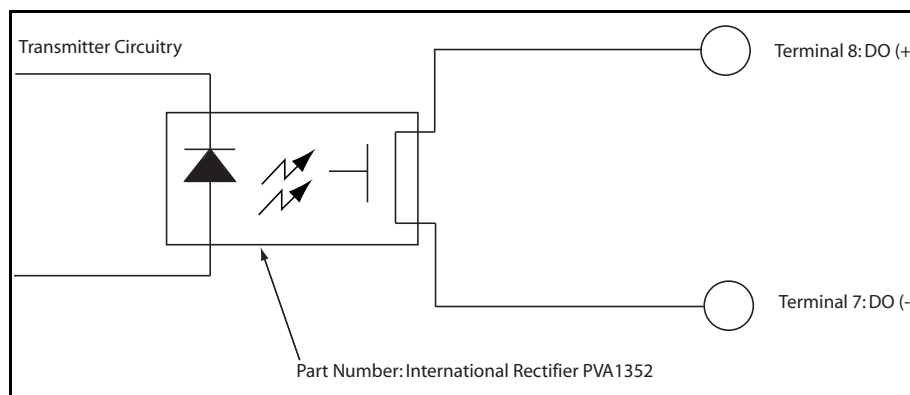 Transmitter Circuitry
Terminal 8: DO (+
Terminal 7: DO (-
Part Number: International Rectifier PVA1352